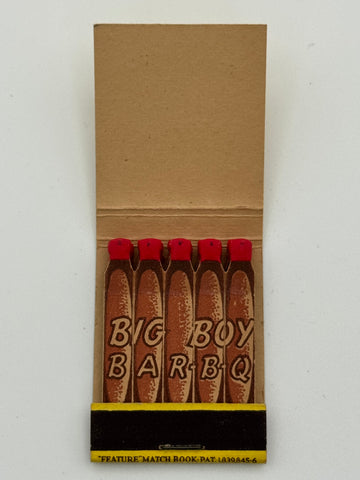 BIG BOY
BAR-B-Q
"FEATURE" MATCH BOOK-PAT. 1839845-6